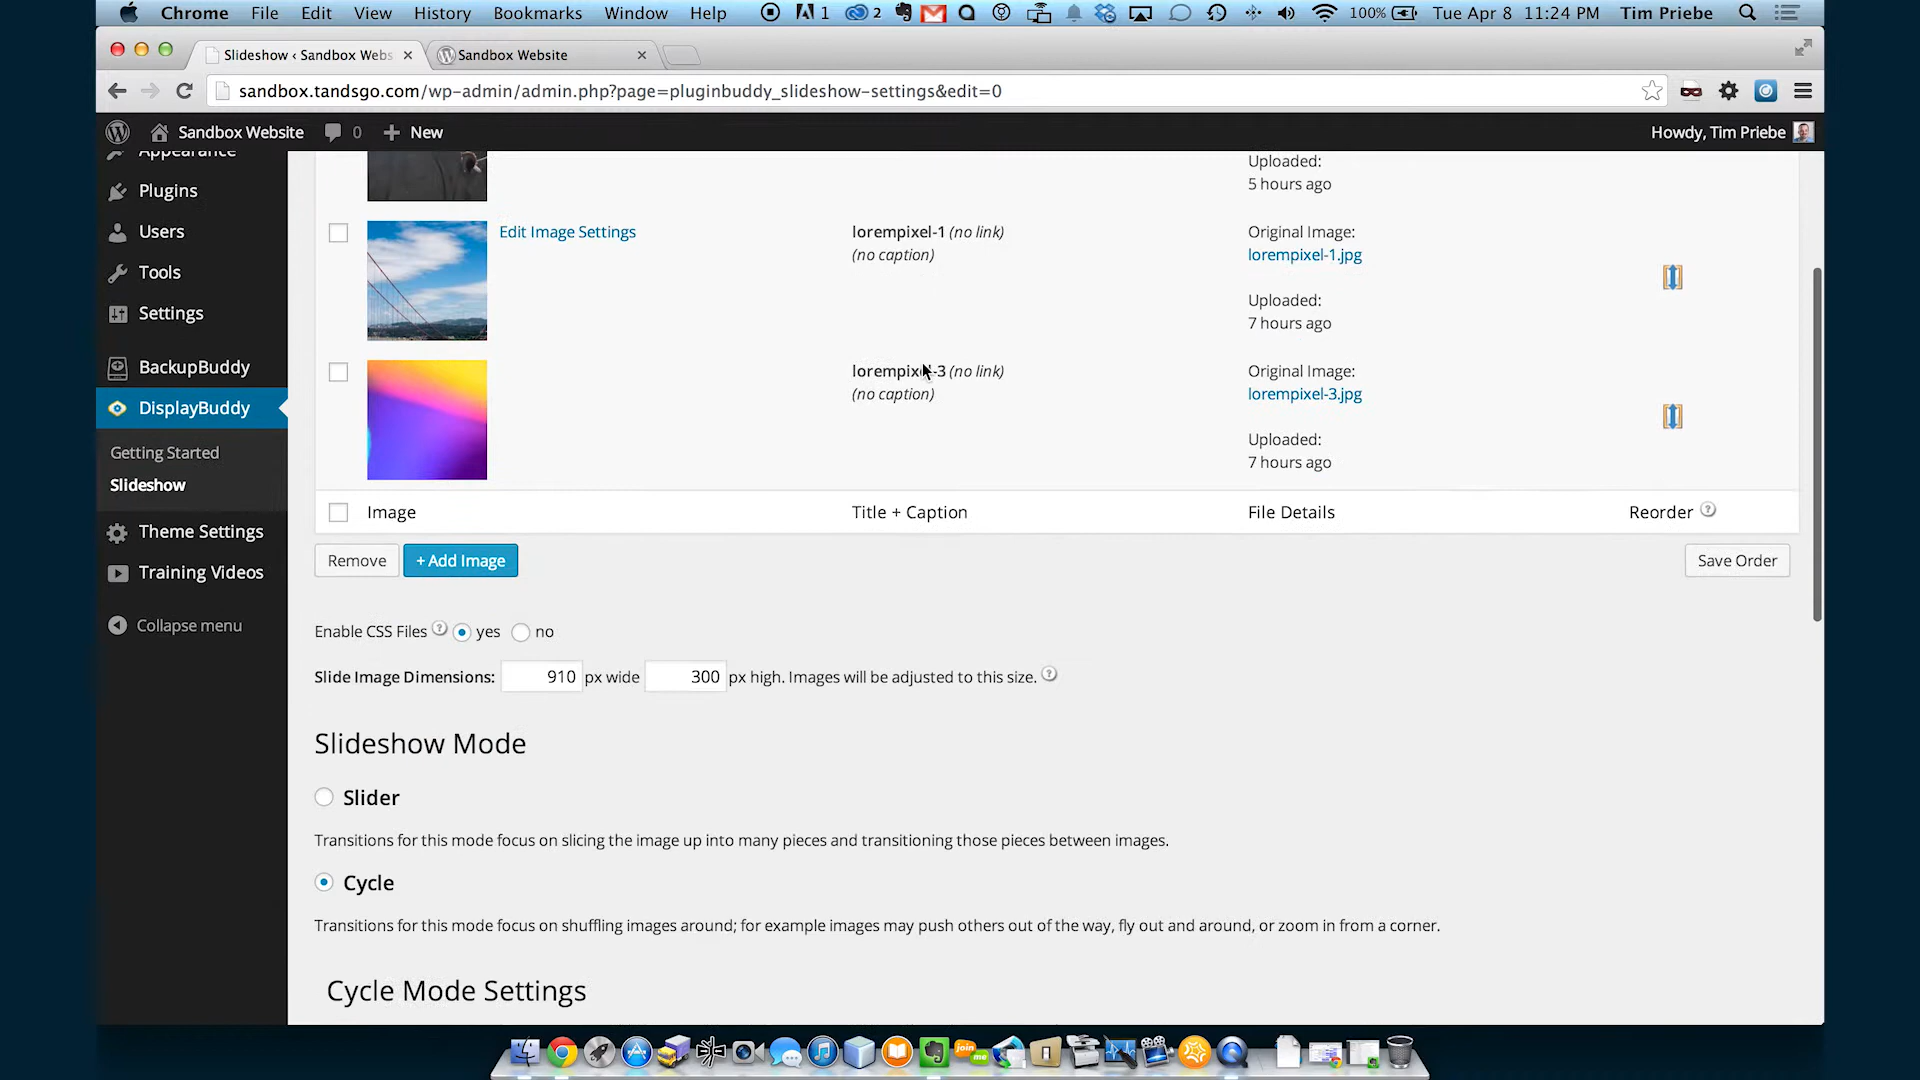 Chrome File Edit View History Bookmarks Window Help 1 2 100% Tue Apr 8 11:24 PM Tim Priebe
Slideshow ‹ Sandbox Webs
Sandbox Website
sandbox.tandsgo.com/wp-admin/admin.php?page=pluginbuddy_slideshow-settings&edit=0
Sandbox Website 0 + New
Howdy, Tim Priebe
Appearance
Plugins
Users
Tools
Settings
BackupBuddy
DisplayBuddy
Getting Started
Slideshow
Theme Settings
Training Videos
Collapse menu
Uploaded:
5 hours ago
Edit Image Settings
lorempixel-1 (no link)
(no caption)
Original Image:
lorempixel-1.jpg
Uploaded:
7 hours ago
lorempixel-3 (no link)
(no caption)
Original Image:
lorempixel-3.jpg
Uploaded:
7 hours ago
Image Title + Caption File Details Reorder ?
Remove + Add Image Save Order
Enable CSS Files ? yes no
Slide Image Dimensions: 910 px wide 300 px high. Images will be adjusted to this size. ?
Slideshow Mode
Slider
Transitions for this mode focus on slicing the image up into many pieces and transitioning those pieces between images.
Cycle
Transitions for this mode focus on shuffling images around; for example images may push others out of the way, fly out and around, or zoom in from a corner.
Cycle Mode Settings
join
me